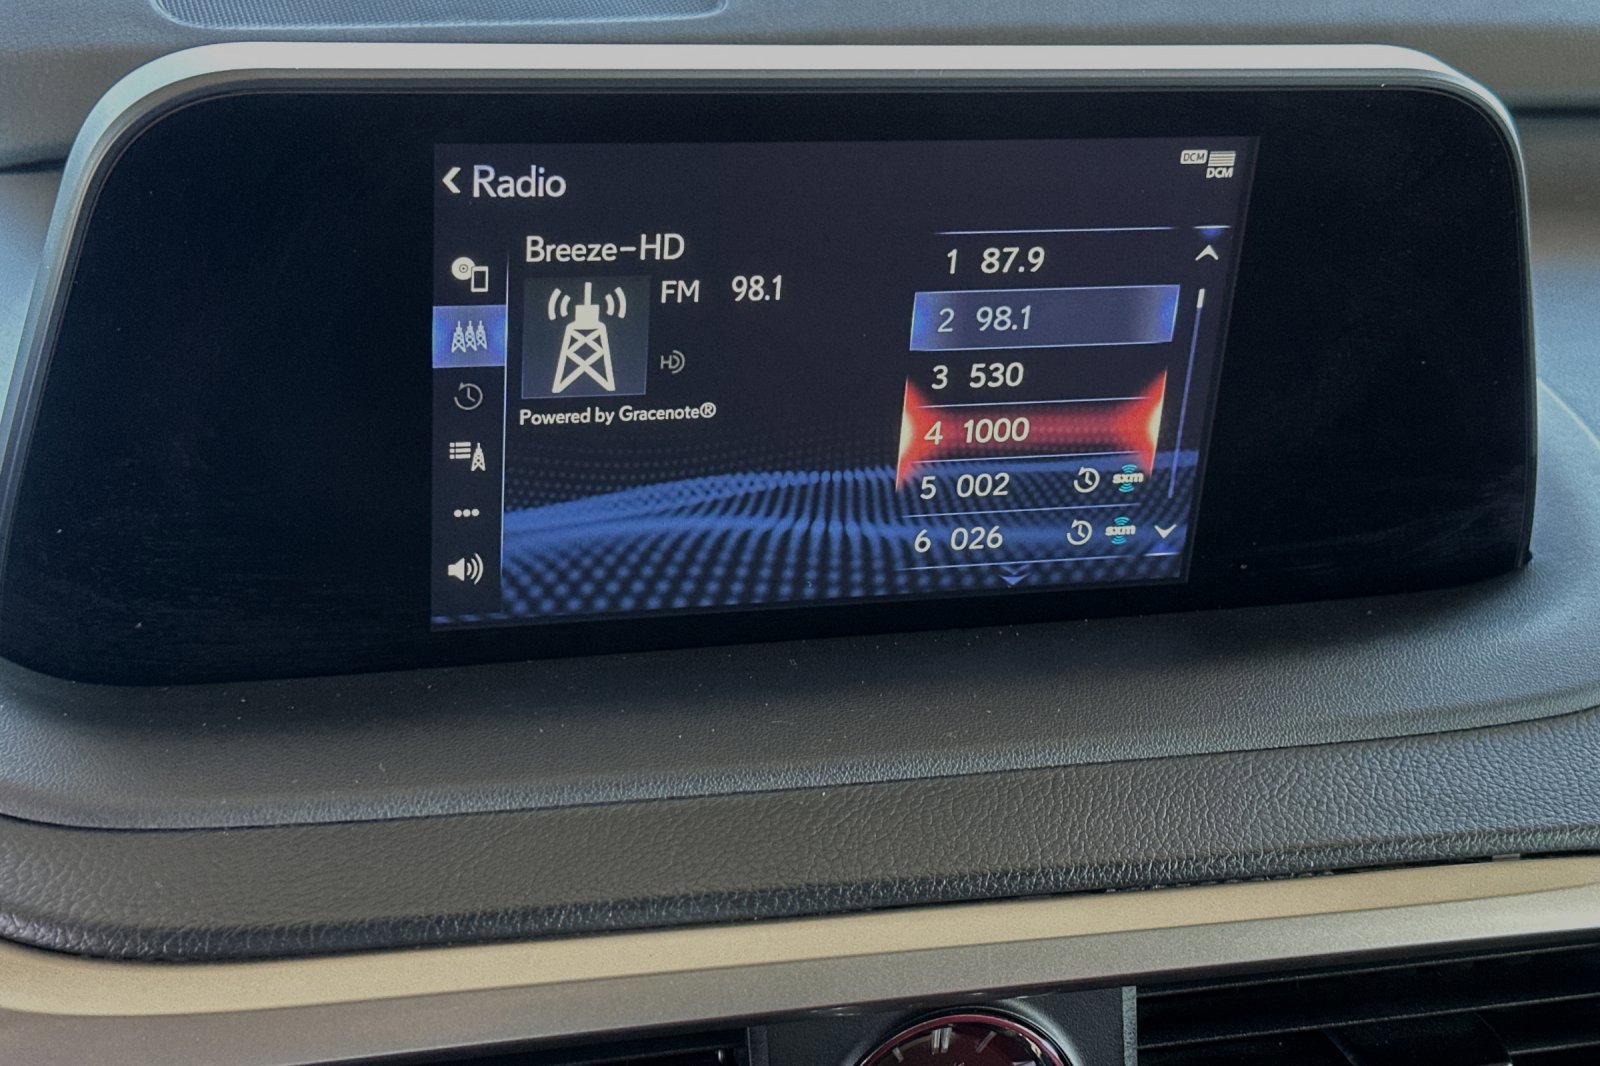 Radio
DCM
DCM
Breeze-HD
FM 98.1
HD
Powered by Gracenote®
1 87.9
2 98.1
3 530
4 1000
5 002 sxm
6 026 sxm